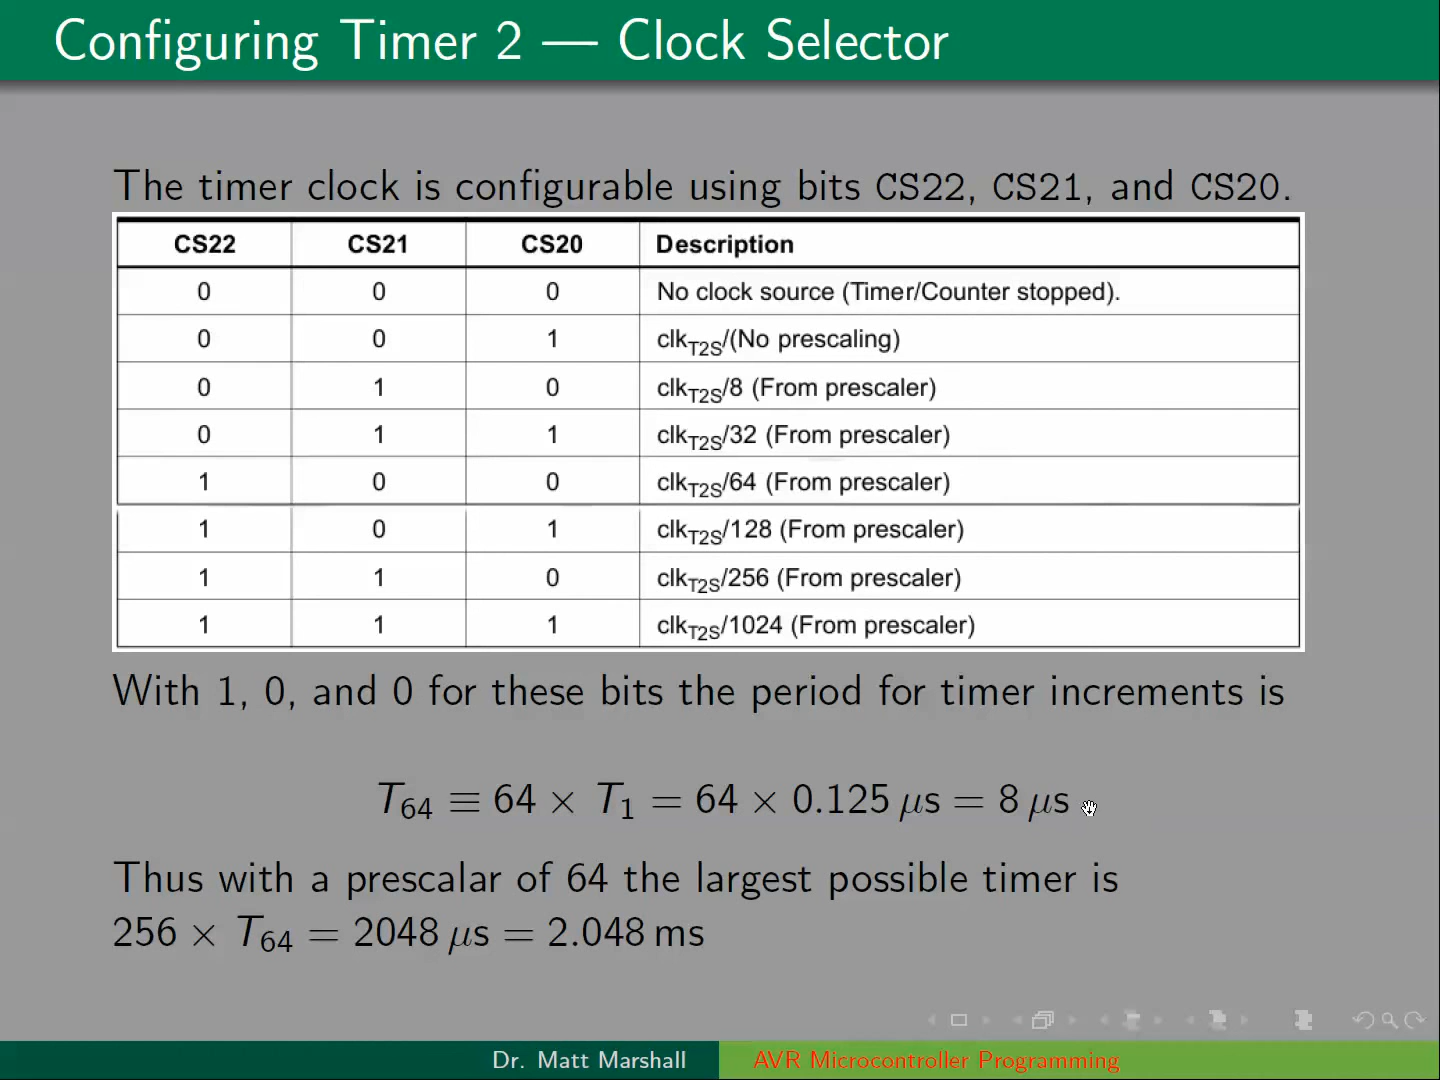 Configuring Timer 2 — Clock Selector
The timer clock is configurable using bits CS22, CS21, and CS20.
CS22 CS21 CS20 Description
0 0 0 No clock source (Timer/Counter stopped).
0 0 1 clkT2S/(No prescaling)
0 1 0 clkT2S/8 (From prescaler)
0 1 1 clkT2S/32 (From prescaler)
1 0 0 clkT2S/64 (From prescaler)
1 0 1 clkT2S/128 (From prescaler)
1 1 0 clkT2S/256 (From prescaler)
1 1 1 clkT2S/1024 (From prescaler)
With 1, 0, and 0 for these bits the period for timer increments is
T64 ≡ 64 × T1 = 64 × 0.125 μs = 8 μs
Thus with a prescalar of 64 the largest possible timer is
256 × T64 = 2048 μs = 2.048 ms
Dr. Matt Marshall AVR Microcontroller Programming